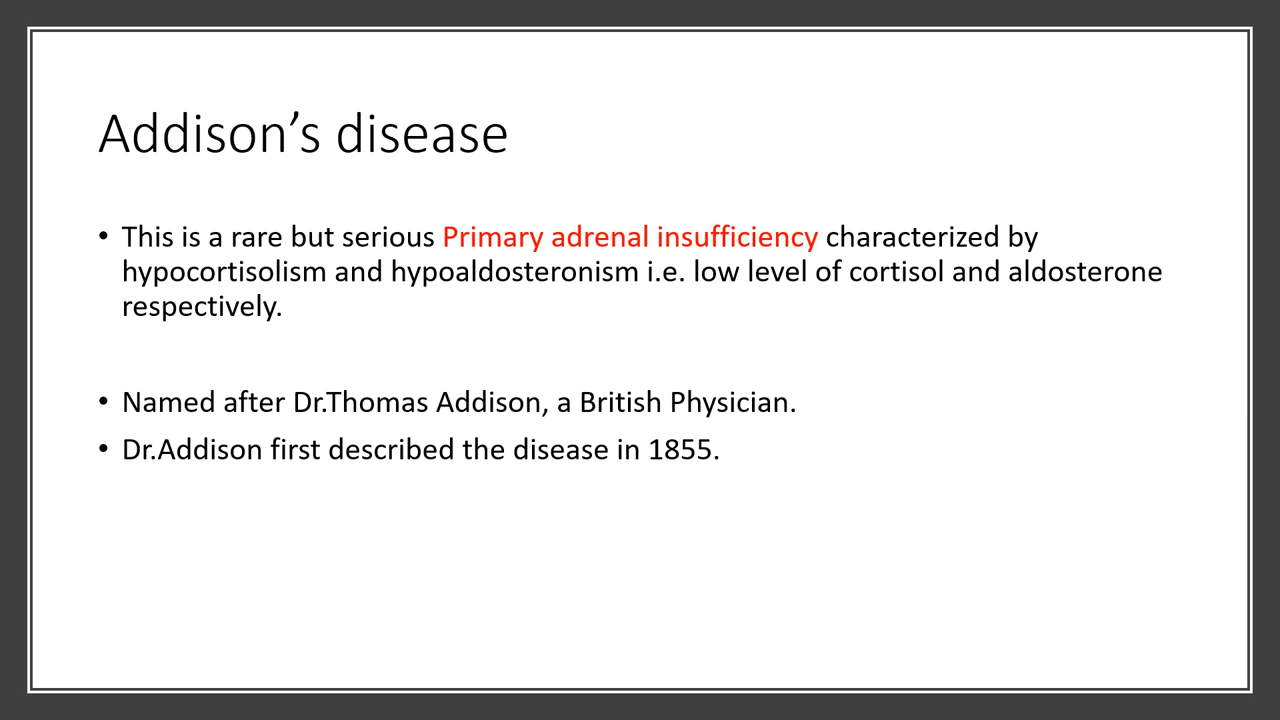 Addison’s disease
• This is a rare but serious Primary adrenal insufficiency characterized by
hypocortisolism and hypoaldosteronism i.e. low level of cortisol and aldosterone
respectively.
• Named after Dr.Thomas Addison, a British Physician.
• Dr.Addison first described the disease in 1855.